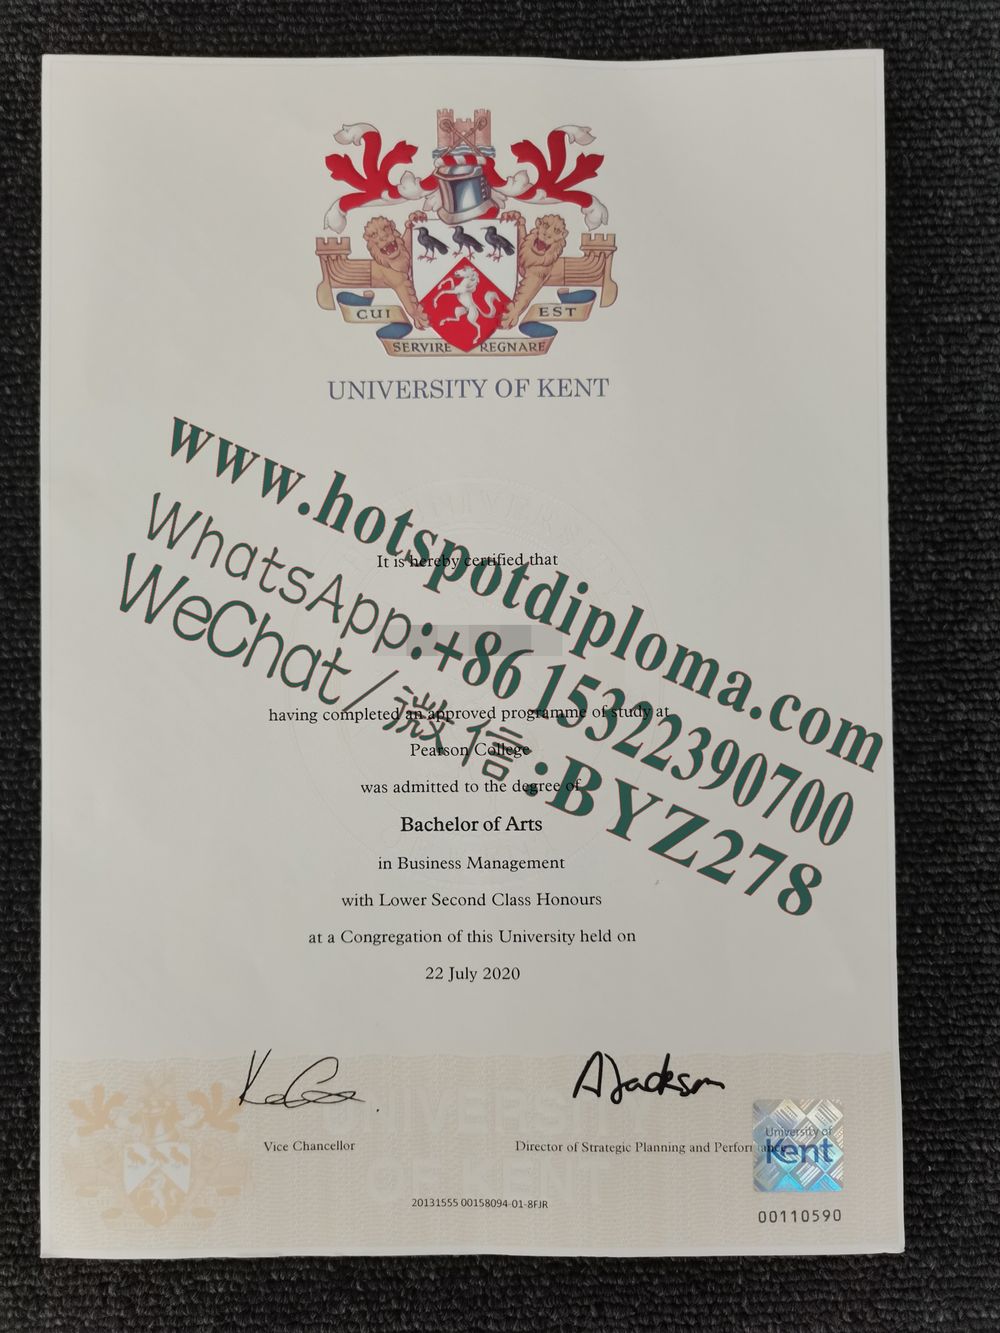 CUI
EST
SERVIRE REGNARE
UNIVERSITY OF KENT
www.hotspotdiploma.com
WhatsApp:+86 15322390700
WeChat/微信:BYZ278
It is hereby certified that
having completed an approved programme of study at
Pearson College
was admitted to the degree of
Bachelor of Arts
in Business Management
with Lower Second Class Honours
at a Congregation of this University held on
22 July 2020
AJackson
Vice Chancellor
Director of Strategic Planning and Performance
University of
Kent
20131555 00158094-01-8FJR
00110590